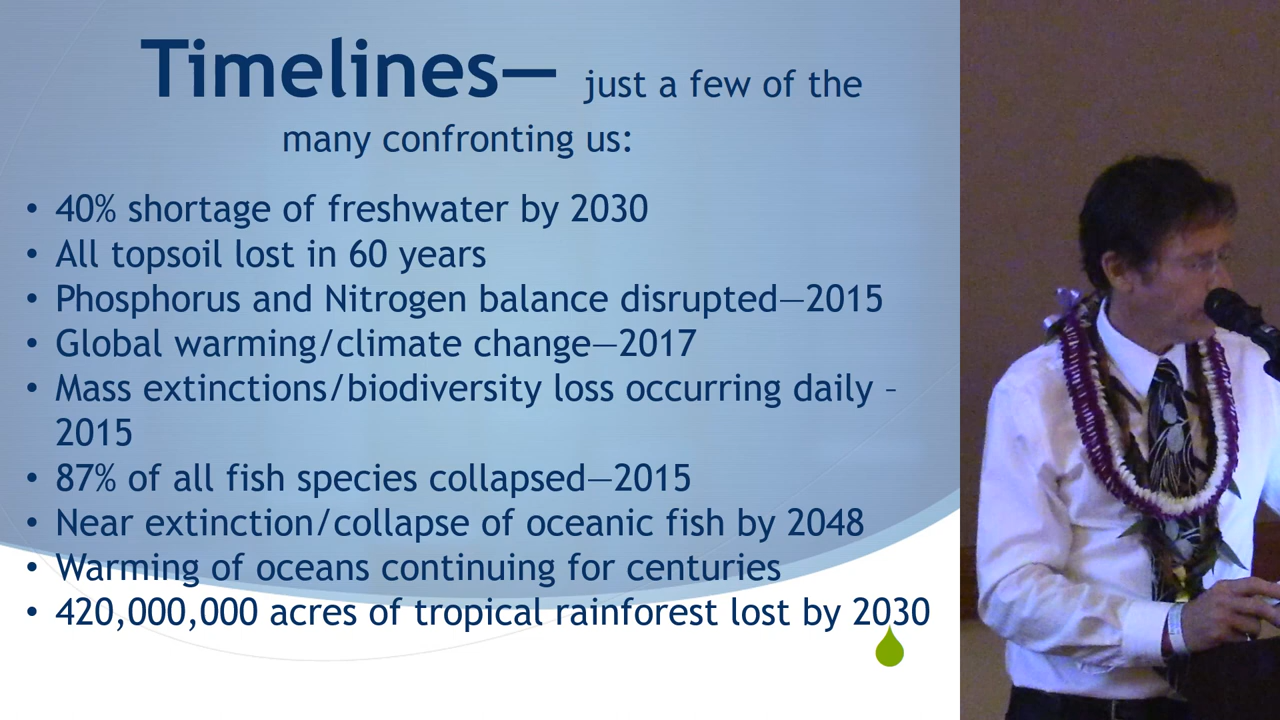 Timelines— just a few of the
many confronting us:
• 40% shortage of freshwater by 2030
• All topsoil lost in 60 years
• Phosphorus and Nitrogen balance disrupted—2015
• Global warming/climate change—2017
• Mass extinctions/biodiversity loss occurring daily –
2015
• 87% of all fish species collapsed—2015
• Near extinction/collapse of oceanic fish by 2048
• Warming of oceans continuing for centuries
• 420,000,000 acres of tropical rainforest lost by 2030